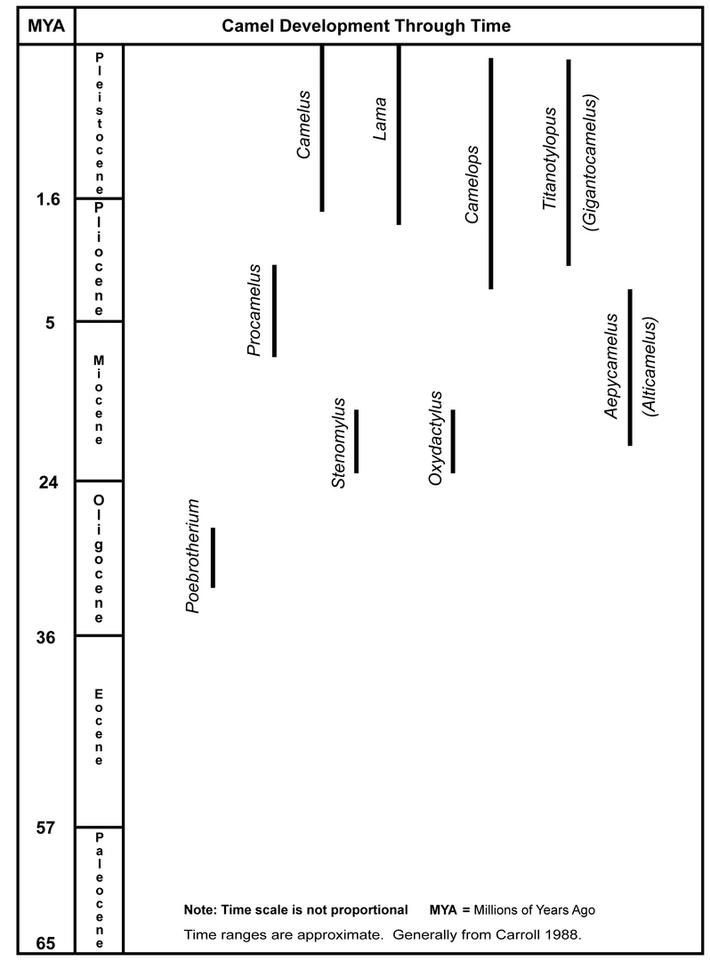 MYA
Camel Development Through Time
Pleistocene
Camelus
Lama
Camelops
Titanotylopus
(Gigantocamelus)
1.6
Pliocene
Procamelus
5
Aepycamelus
(Alticamelus)
Miocene
Stenomylus
Oxydactylus
24
Oligocene
Poebrotherium
36
Eocene
57
Paleocene
Note: Time scale is not proportional MYA = Millions of Years Ago
Time ranges are approximate. Generally from Carroll 1988.
65